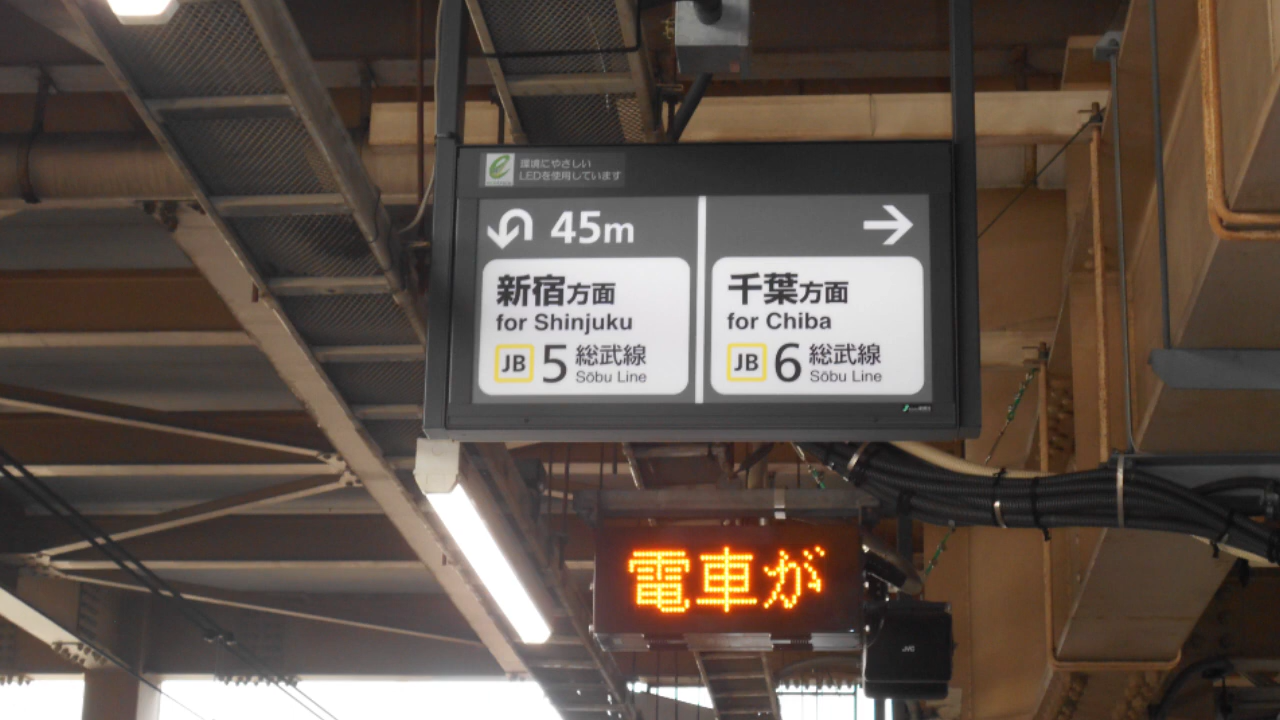 環境にやさしい
LEDを使用しています
45m
新宿方面
for Shinjuku
JB 5 総武線
Sōbu Line
千葉方面
for Chiba
JB 6 総武線
Sōbu Line
電車が
JVC